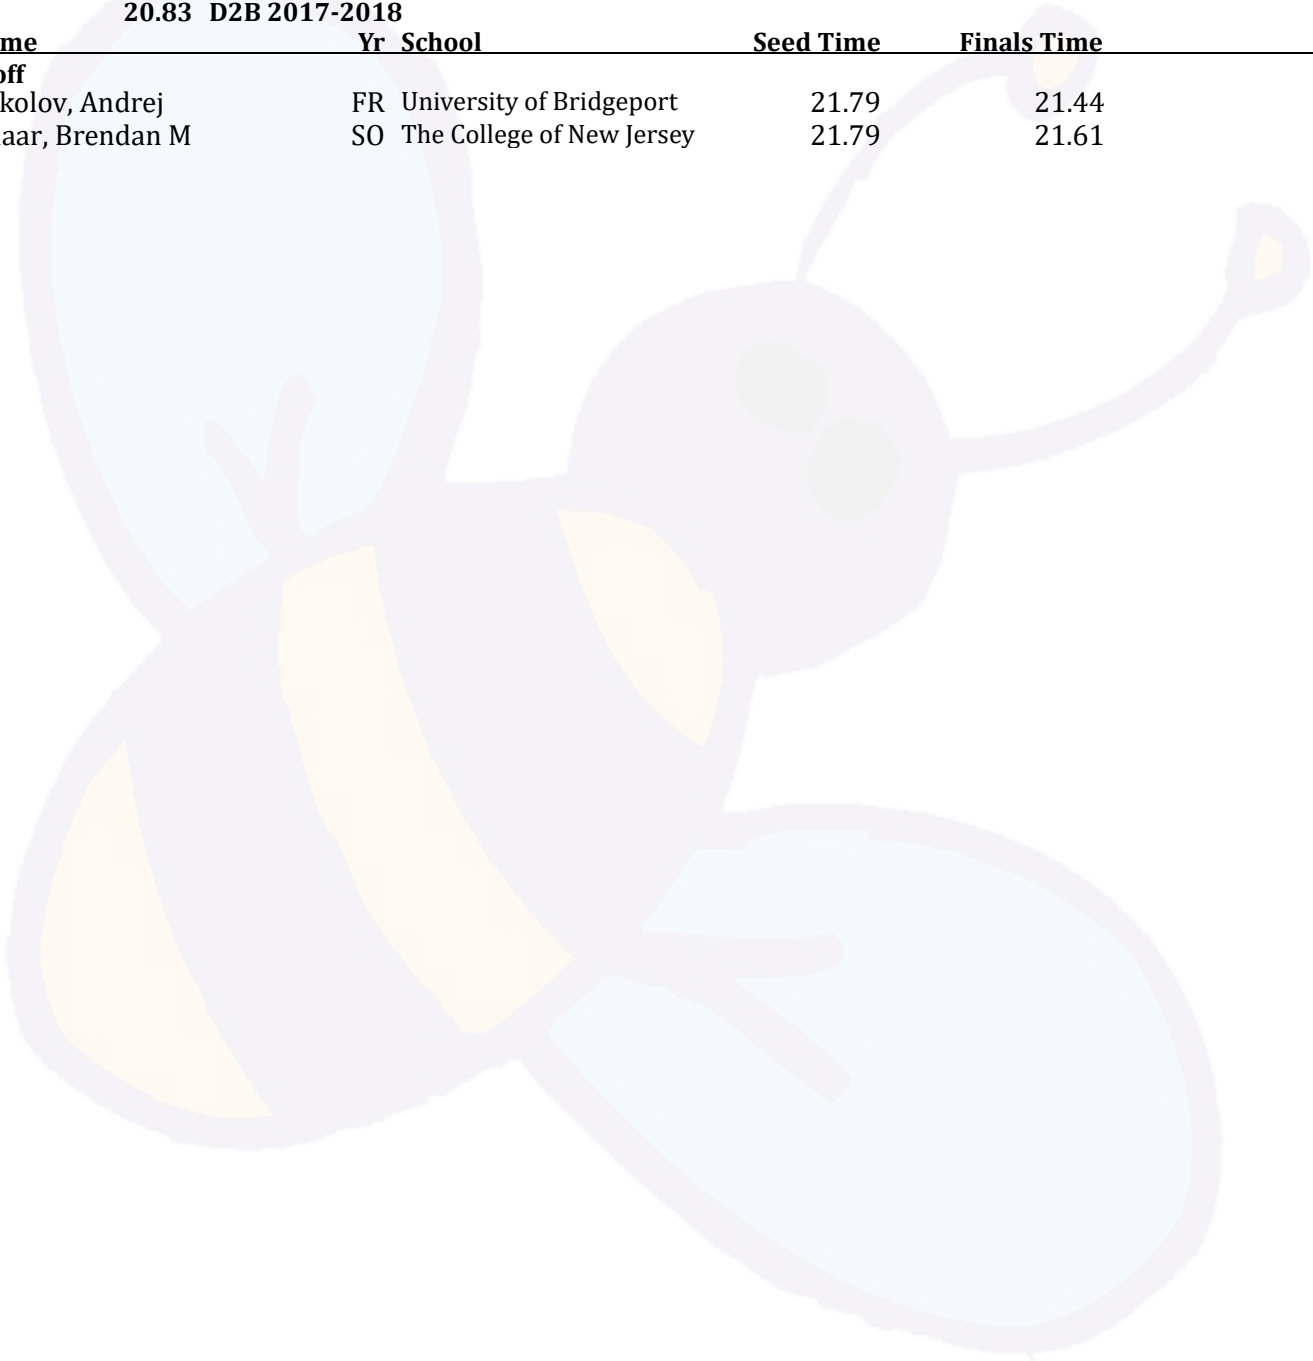 20.83 D2B 2017-2018
me Yr School Seed Time Finals Time
off
kolov, Andrej FR University of Bridgeport 21.79 21.44
aar, Brendan M SO The College of New Jersey 21.79 21.61